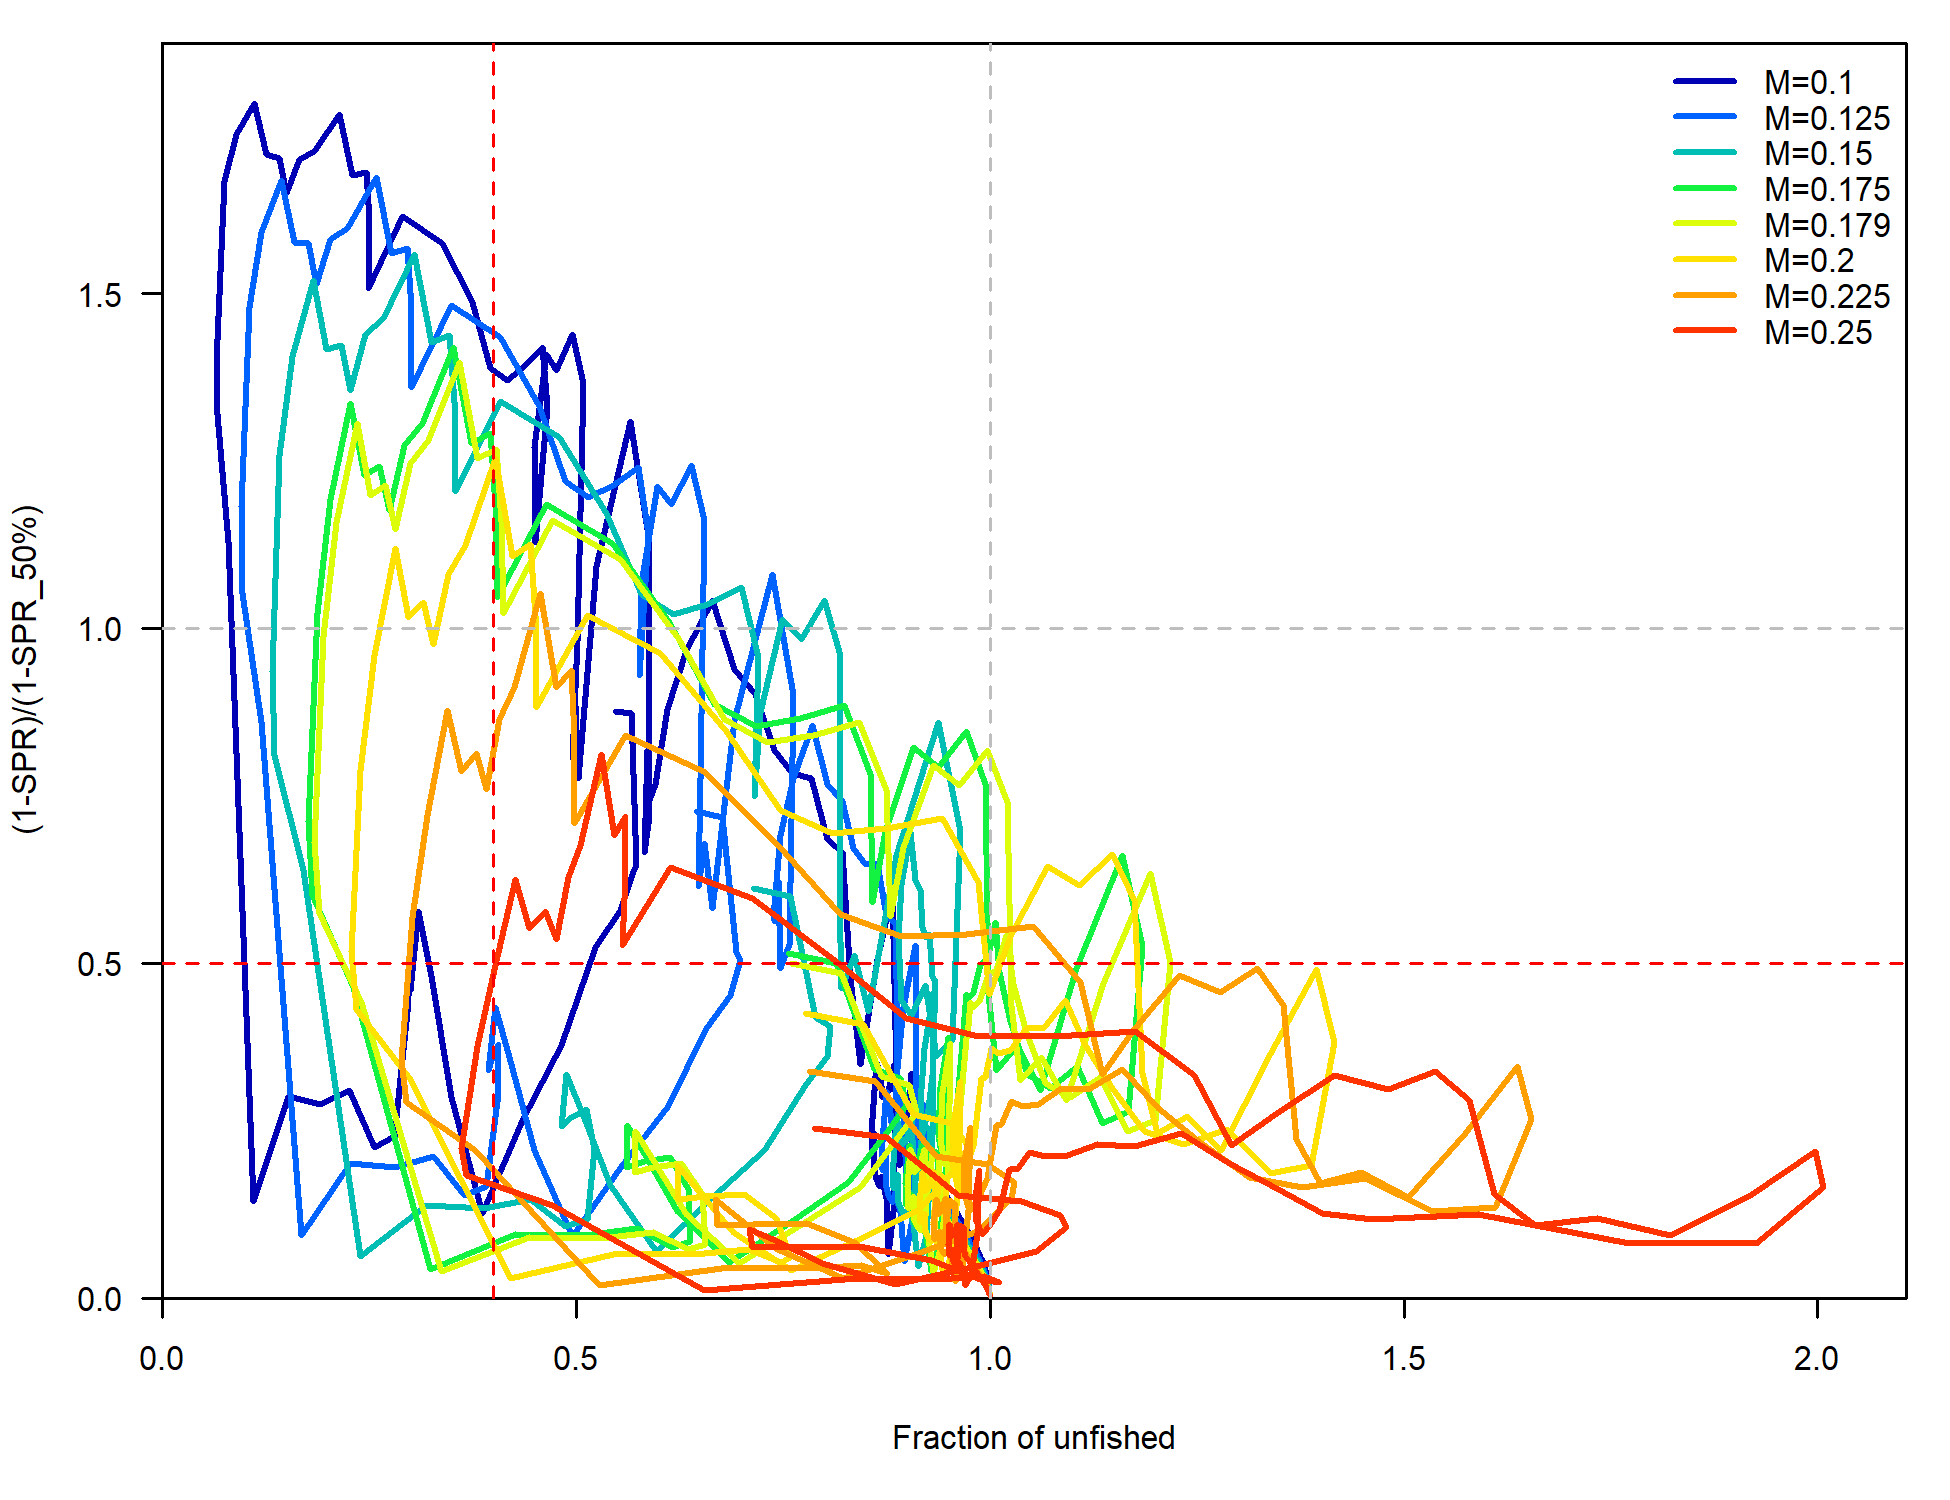 M=0.1
M=0.125
M=0.15
M=0.175
M=0.179
M=0.2
M=0.225
M=0.25
(1-SPR)/(1-SPR_50%)
1.5
1.0
0.5
0.0
0.0 0.5 1.0 1.5 2.0
Fraction of unfished